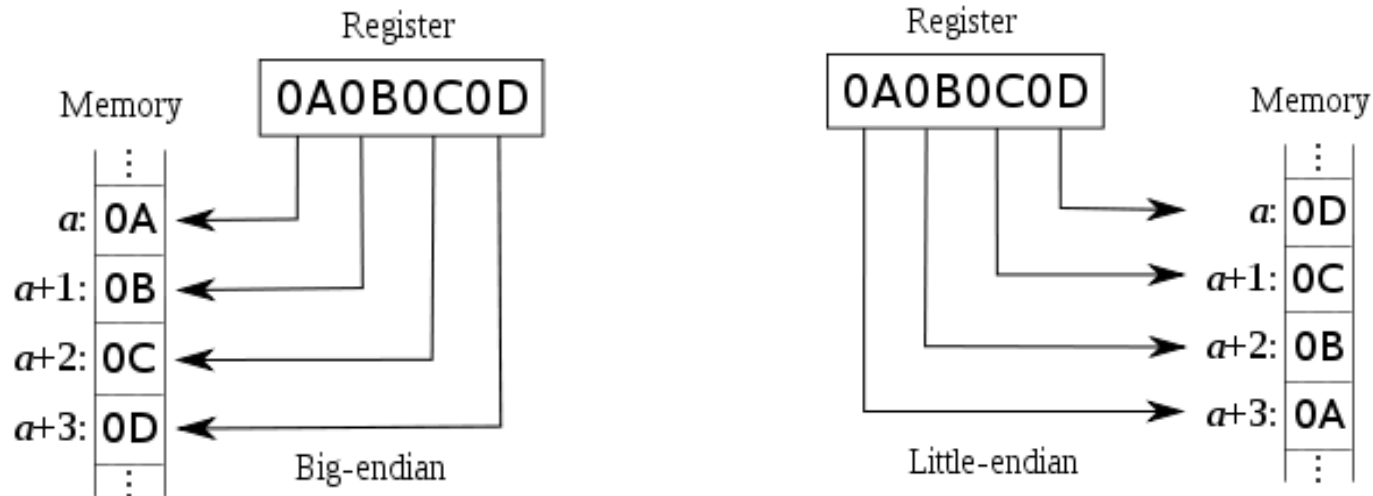 Register
0A0B0C0D
Memory
⋮
a: 0A
a+1: 0B
a+2: 0C
a+3: 0D
⋮
Big-endian
Register
0A0B0C0D
Memory
⋮
a: 0D
a+1: 0C
a+2: 0B
a+3: 0A
⋮
Little-endian